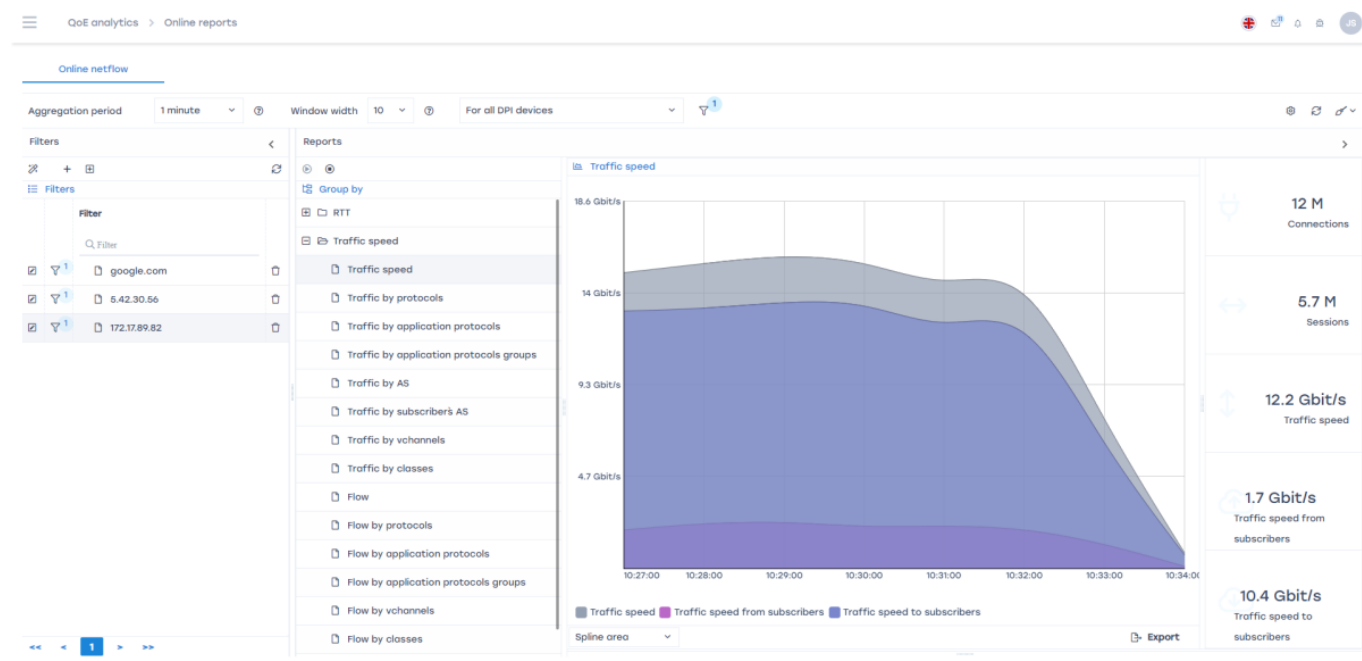 QoE analytics > Online reports
8
JS
Online netflow
Aggregation period 1 minute Window width 10 For all DPI devices 1
Filters
Filters
Filter
Filter
1 google.com
1 5.42.30.56
1 172.17.89.82
<< < 1 > >>
Reports
Group by
RTT
Traffic speed
Traffic speed
Traffic by protocols
Traffic by application protocols
Traffic by application protocols groups
Traffic by AS
Traffic by subscriber's AS
Traffic by vchannels
Traffic by classes
Flow
Flow by protocols
Flow by application protocols
Flow by application protocols groups
Flow by vchannels
Flow by classes
Traffic speed
18.6 Gbit/s
14 Gbit/s
9.3 Gbit/s
4.7 Gbit/s
10:27:00 10:28:00 10:29:00 10:30:00 10:31:00 10:32:00 10:33:00 10:34:00
Traffic speed Traffic speed from subscribers Traffic speed to subscribers
Spline area Export
12 M
Connections
5.7 M
Sessions
12.2 Gbit/s
Traffic speed
1.7 Gbit/s
Traffic speed from
subscribers
10.4 Gbit/s
Traffic speed to
subscribers